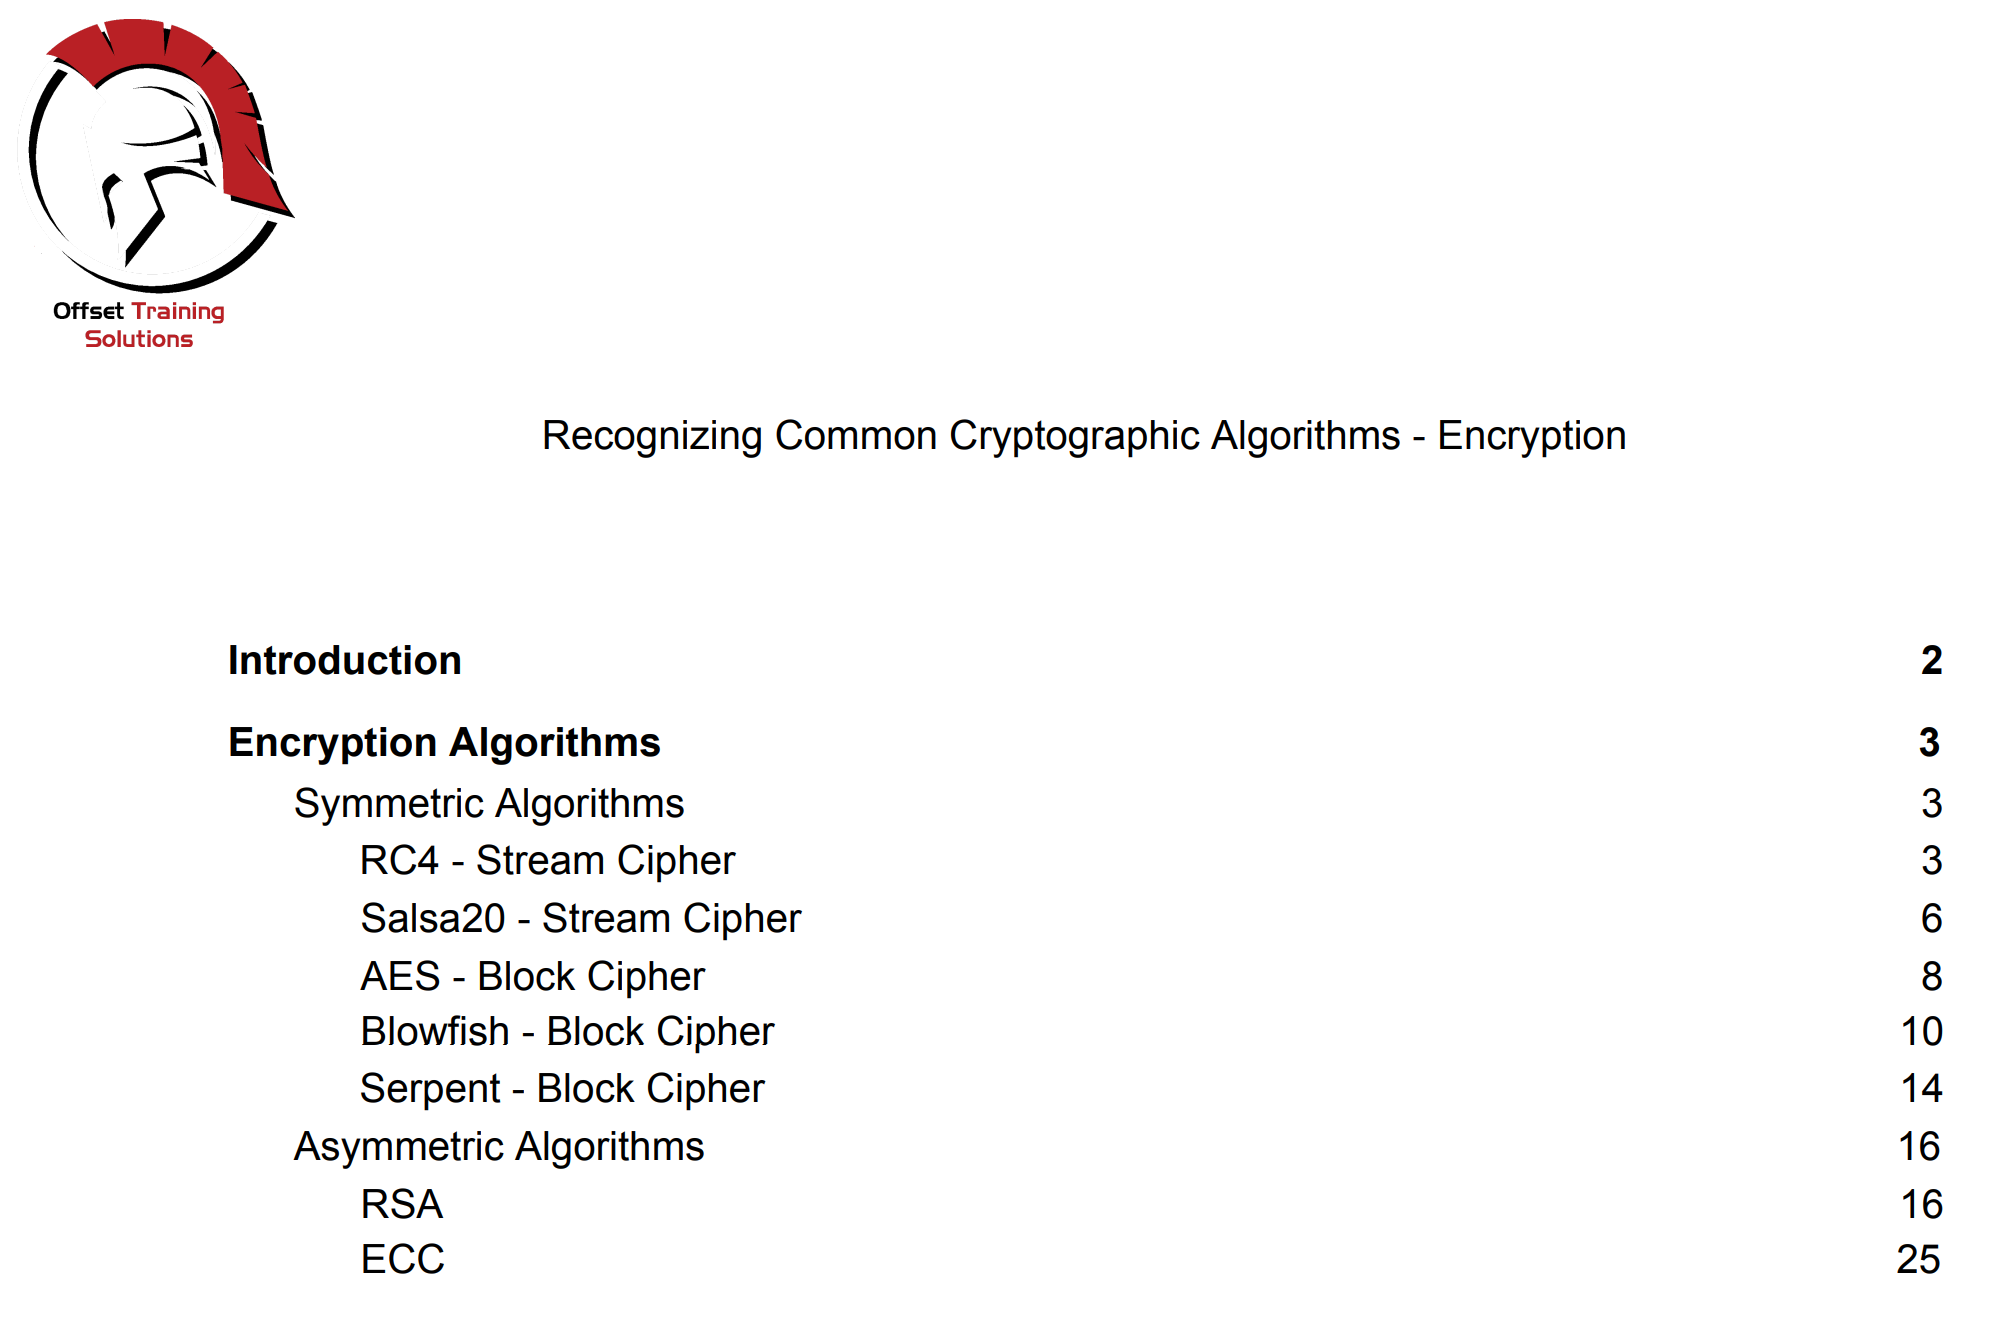 Offset Training
Solutions
Recognizing Common Cryptographic Algorithms - Encryption
Introduction 2
Encryption Algorithms 3
Symmetric Algorithms 3
RC4 - Stream Cipher 3
Salsa20 - Stream Cipher 6
AES - Block Cipher 8
Blowfish - Block Cipher 10
Serpent - Block Cipher 14
Asymmetric Algorithms 16
RSA 16
ECC 25